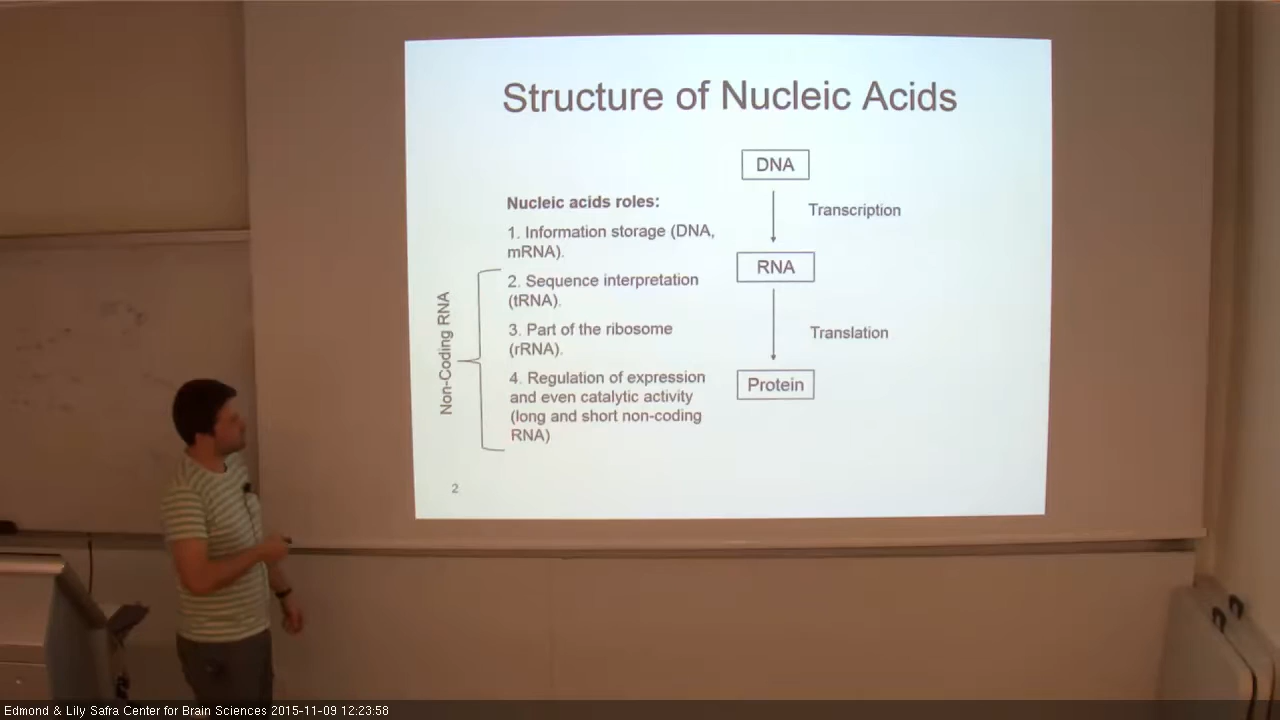 Structure of Nucleic Acids
Nucleic acids roles:
1. Information storage (DNA,
mRNA).
2. Sequence interpretation
(tRNA).
3. Part of the ribosome
(rRNA).
4. Regulation of expression
and even catalytic activity
(long and short non-coding
RNA)
Non-Coding RNA
DNA
Transcription
RNA
Translation
Protein
2
Edmond & Lily Safra Center for Brain Sciences 2015-11-09 12:23:58